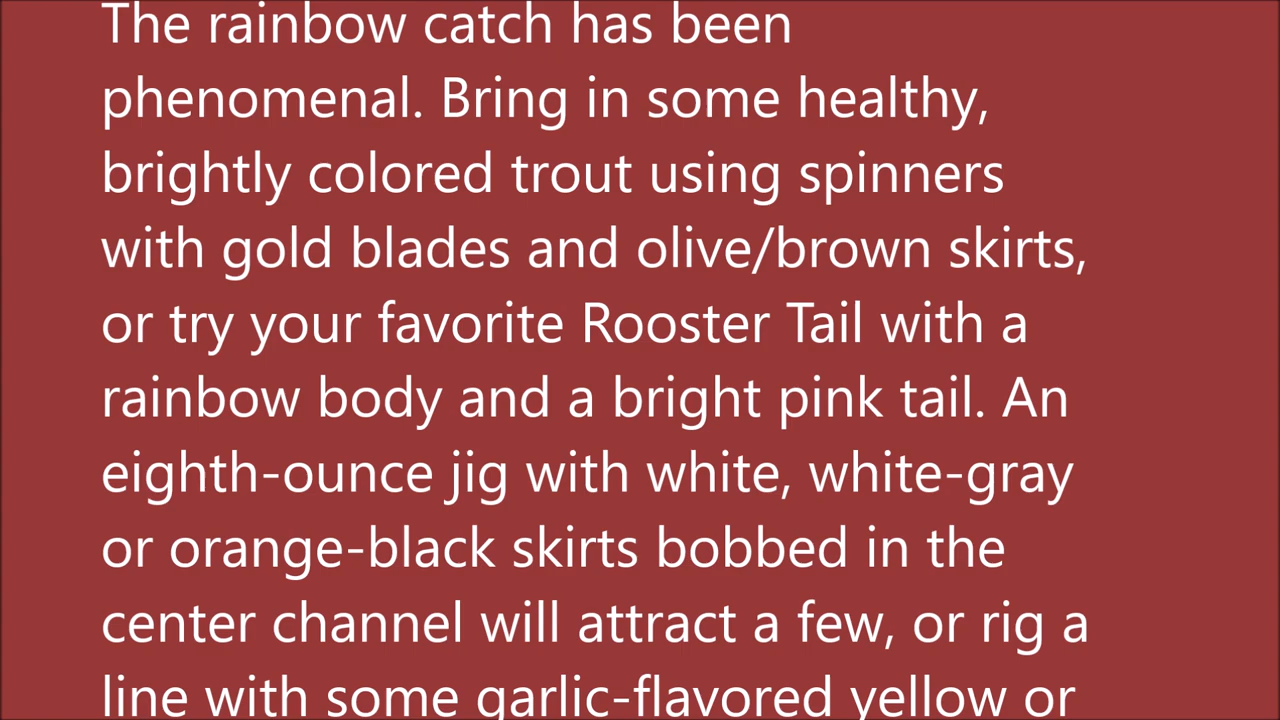 The rainbow catch has been
phenomenal. Bring in some healthy,
brightly colored trout using spinners
with gold blades and olive/brown skirts,
or try your favorite Rooster Tail with a
rainbow body and a bright pink tail. An
eighth-ounce jig with white, white-gray
or orange-black skirts bobbed in the
center channel will attract a few, or rig a
line with some garlic-flavored yellow or